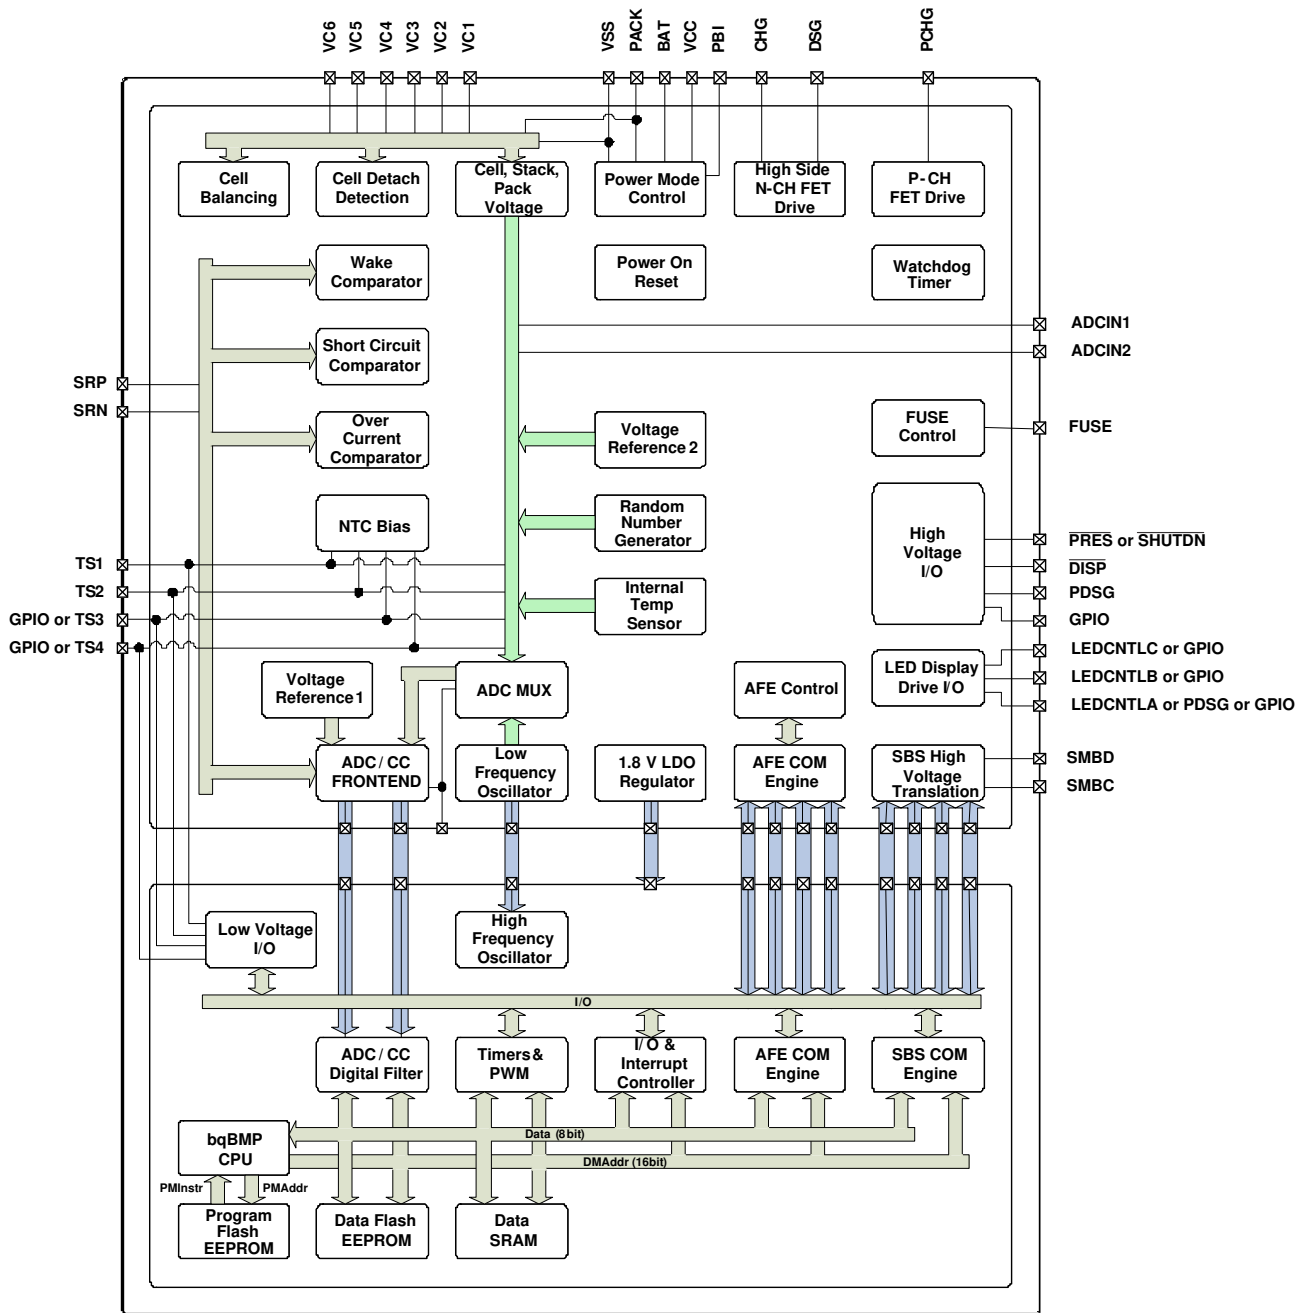 VC6
VC5
VC4
VC3
VC2
VC1
VSS
PACK
BAT
VCC
PBI
CHG
DSG
PCHG
Cell
Balancing
Cell Detach
Detection
Cell, Stack,
Pack
Voltage
Power Mode
Control
High Side
N-CH FET
Drive
P-CH
FET Drive
Wake
Comparator
Power On
Reset
Watchdog
Timer
ADCIN1
ADCIN2
Short Circuit
Comparator
SRP
SRN
Over
Current
Comparator
Voltage
Reference 2
FUSE
Control
FUSE
NTC Bias
Random
Number
Generator
High
Voltage
I/O
PRES or SHUTDN
DISP
PDSG
GPIO
TS1
TS2
GPIO or TS3
GPIO or TS4
Internal
Temp
Sensor
Voltage
Reference 1
ADC MUX
AFE Control
LED Display
Drive I/O
LEDCNTLC or GPIO
LEDCNTLB or GPIO
LEDCNTLA or PDSG or GPIO
ADC / CC
FRONTEND
Low
Frequency
Oscillator
1.8 V LDO
Regulator
AFE COM
Engine
SBS High
Voltage
Translation
SMBD
SMBC
Low Voltage
I/O
High
Frequency
Oscillator
I/O
ADC / CC
Digital Filter
Timers &
PWM
I/O &
Interrupt
Controller
AFE COM
Engine
SBS COM
Engine
bqBMP
CPU
Data (8bit)
DMAddr (16bit)
PMInstr
PMAddr
Program
Flash
EEPROM
Data Flash
EEPROM
Data
SRAM